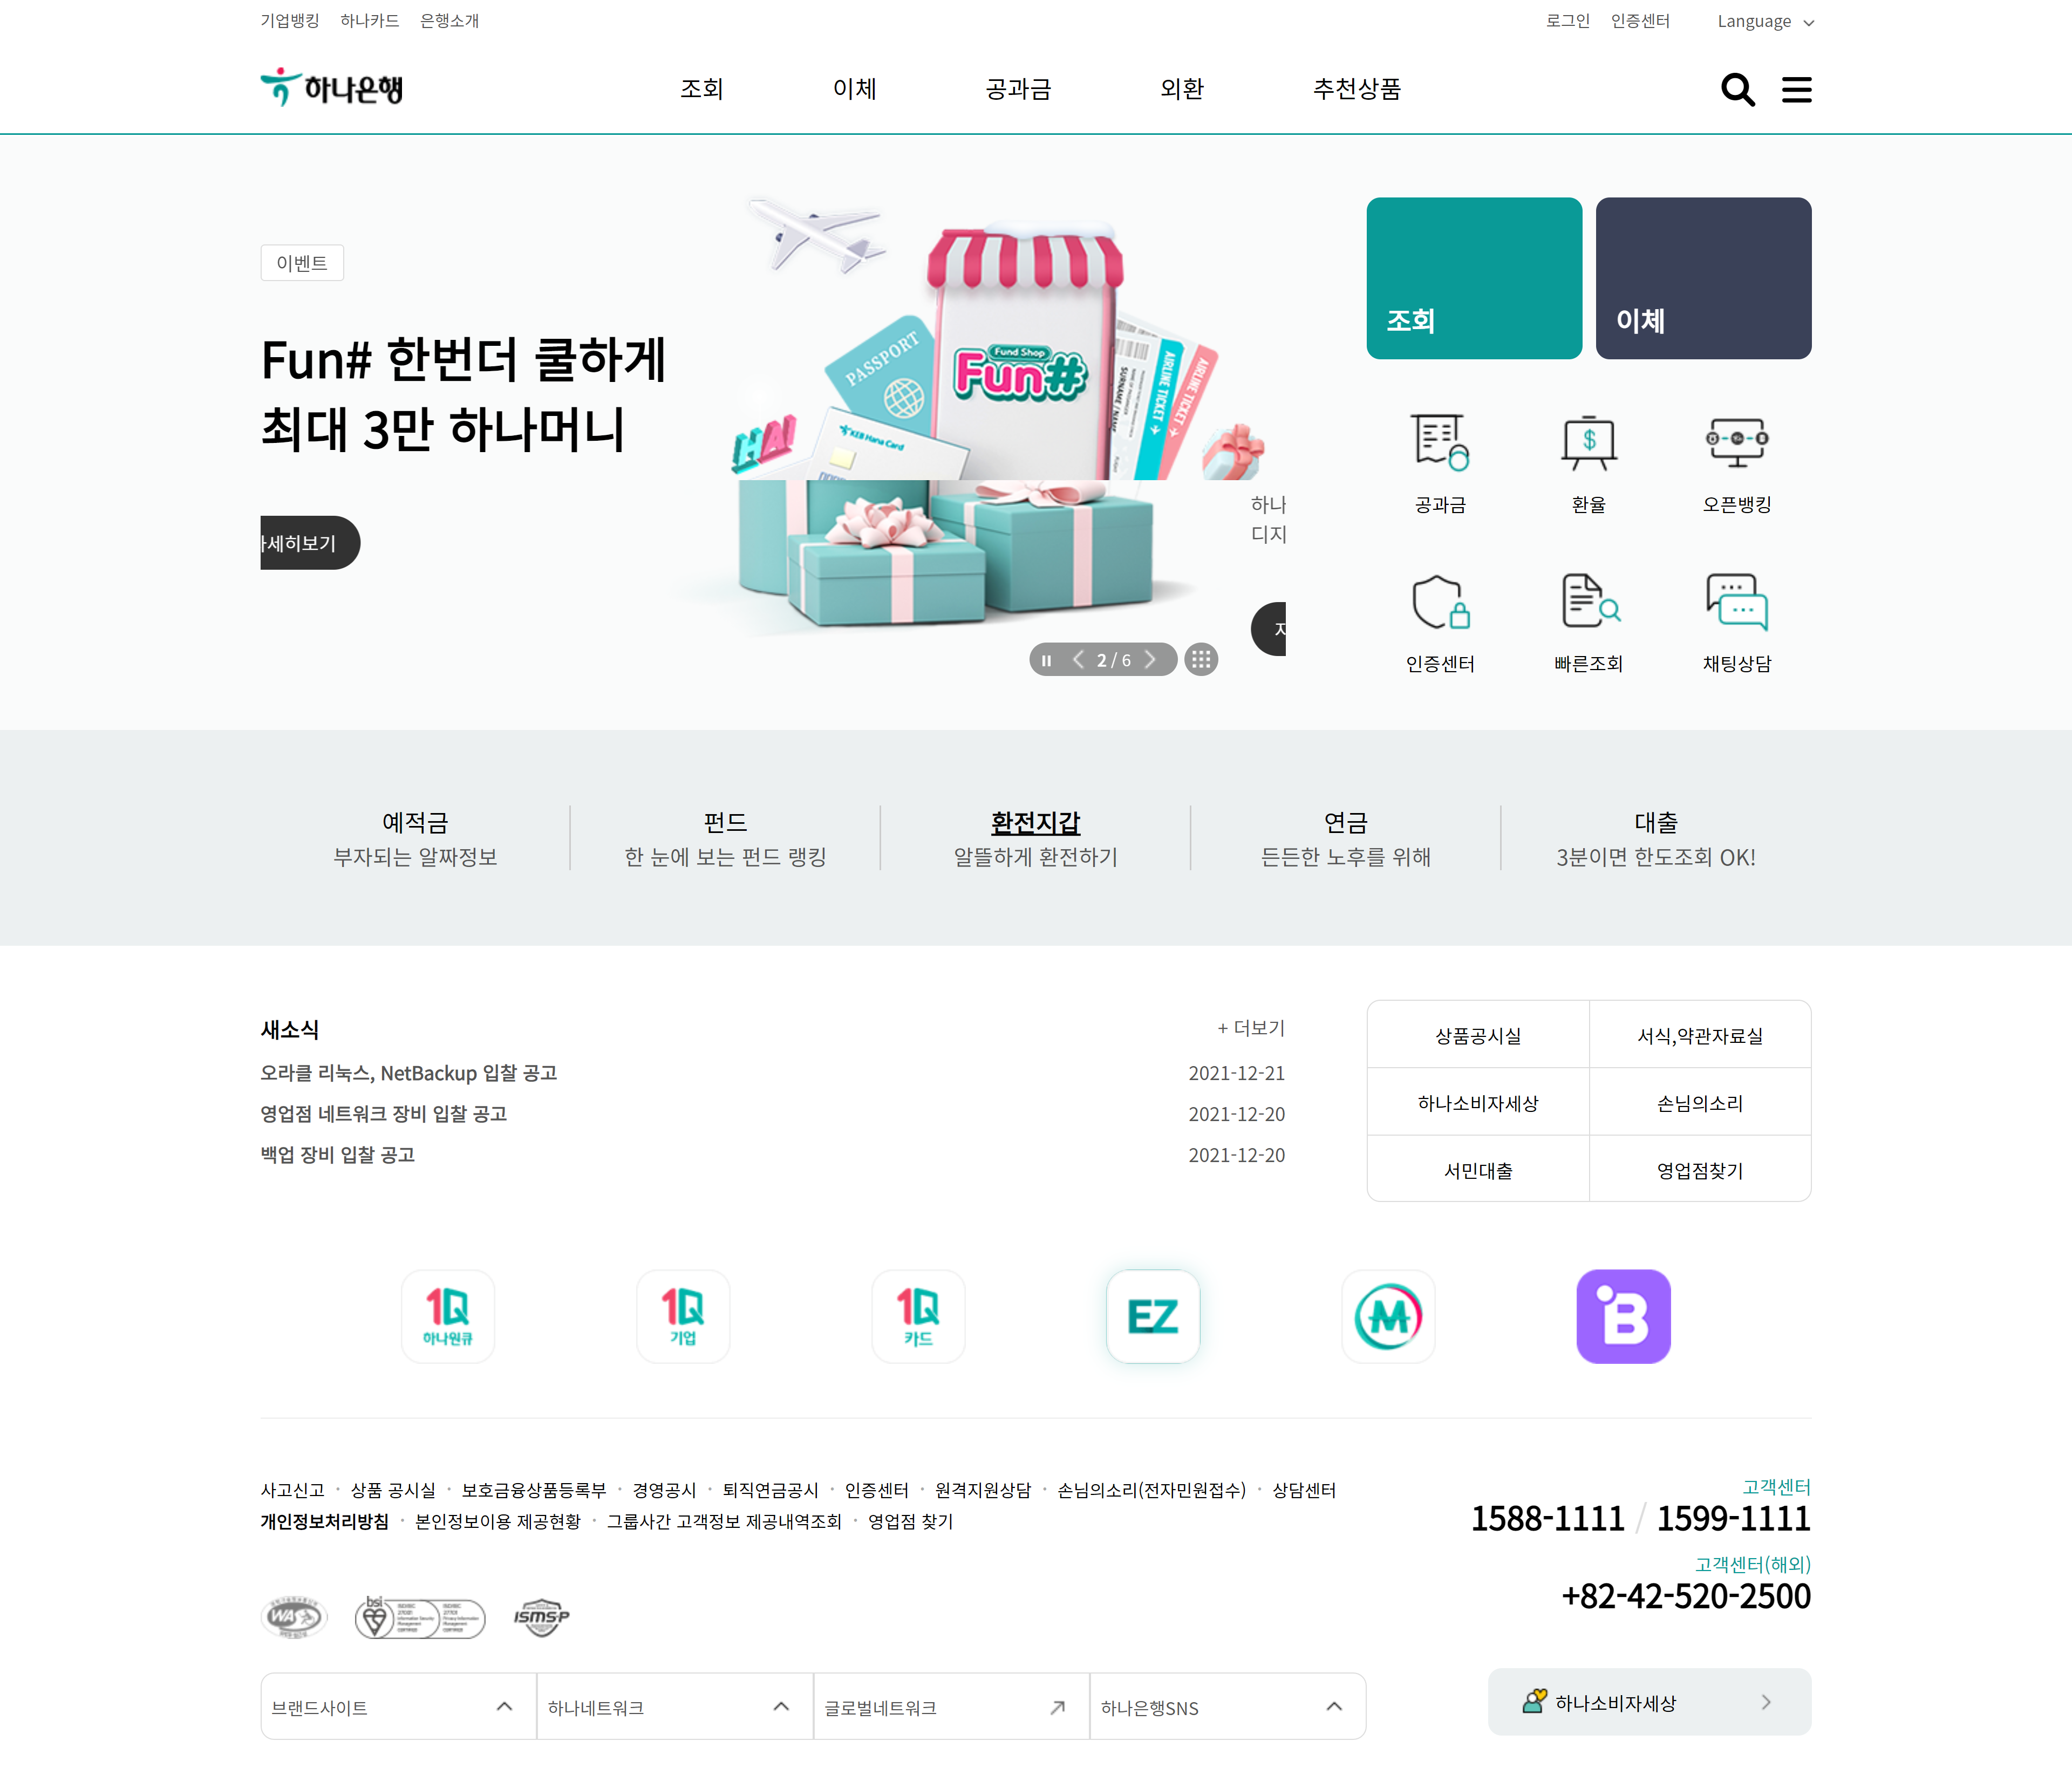 기업뱅킹 하나카드 은행소개
로그인 인증센터 Language
하나은행
조회 이체 공과금 외환 추천상품
이벤트
Fun# 한번더 쿨하게
최대 3만 하나머니
세히보기
PASSPORT
Fund Shop
Fun#
HA!
KEB Hana Card
AIRLINE TICKET
AIRLINE TICKET
SURNAME / NAME
하나
디지
2 / 6
조회
이체
공과금 환율 오픈뱅킹
인증센터 빠른조회 채팅상담
예적금 펀드 환전지갑 연금 대출
부자되는 알짜정보 한 눈에 보는 펀드 랭킹 알뜰하게 환전하기 든든한 노후를 위해 3분이면 한도조회 OK!
새소식 + 더보기
오라클 리눅스, NetBackup 입찰 공고 2021-12-21
영업점 네트워크 장비 입찰 공고 2021-12-20
백업 장비 입찰 공고 2021-12-20
상품공시실 서식,약관자료실
하나소비자세상 손님의소리
서민대출 영업점찾기
1Q 하나원큐
1Q 기업
1Q 카드
EZ
M
B
사고신고 · 상품 공시실 · 보호금융상품등록부 · 경영공시 · 퇴직연금공시 · 인증센터 · 원격지원상담 · 손님의소리(전자민원접수) · 상담센터
개인정보처리방침 · 본인정보이용 제공현황 · 그룹사간 고객정보 제공내역조회 · 영업점 찾기
고객센터
1588-1111 / 1599-1111
고객센터(해외)
+82-42-520-2500
WA
bsi
ISMS-P
브랜드사이트 하나네트워크 글로벌네트워크 하나은행SNS
하나소비자세상